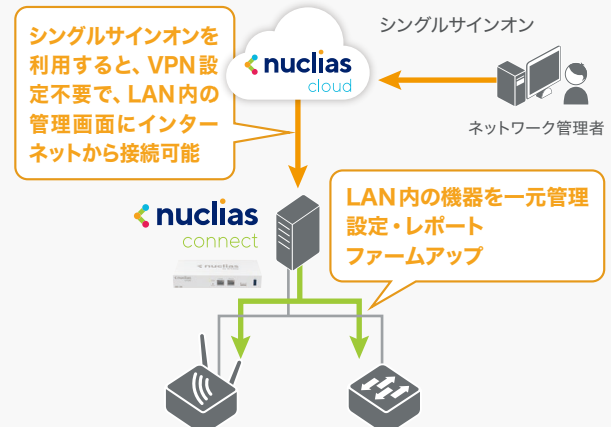 シングルサインオンを
利用すると、VPN設
定不要で、LAN内の
管理画面にインター
ネットから接続可能
nuclias
cloud
シングルサインオン
ネットワーク管理者
nuclias
connect
LAN内の機器を一元管理
設定・レポート
ファームアップ
nuclias